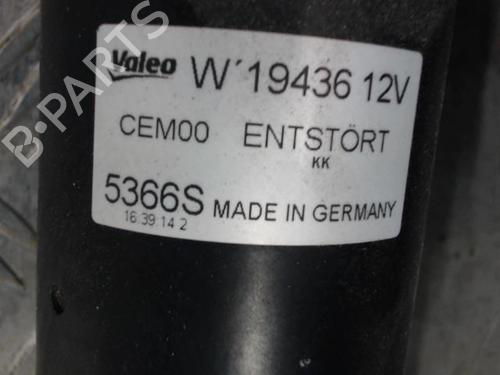 Valeo W´19436 12V
CEM00 ENTSTÖRT
KK
5366S MADE IN GERMANY
16 39 14 2
B-PARTS